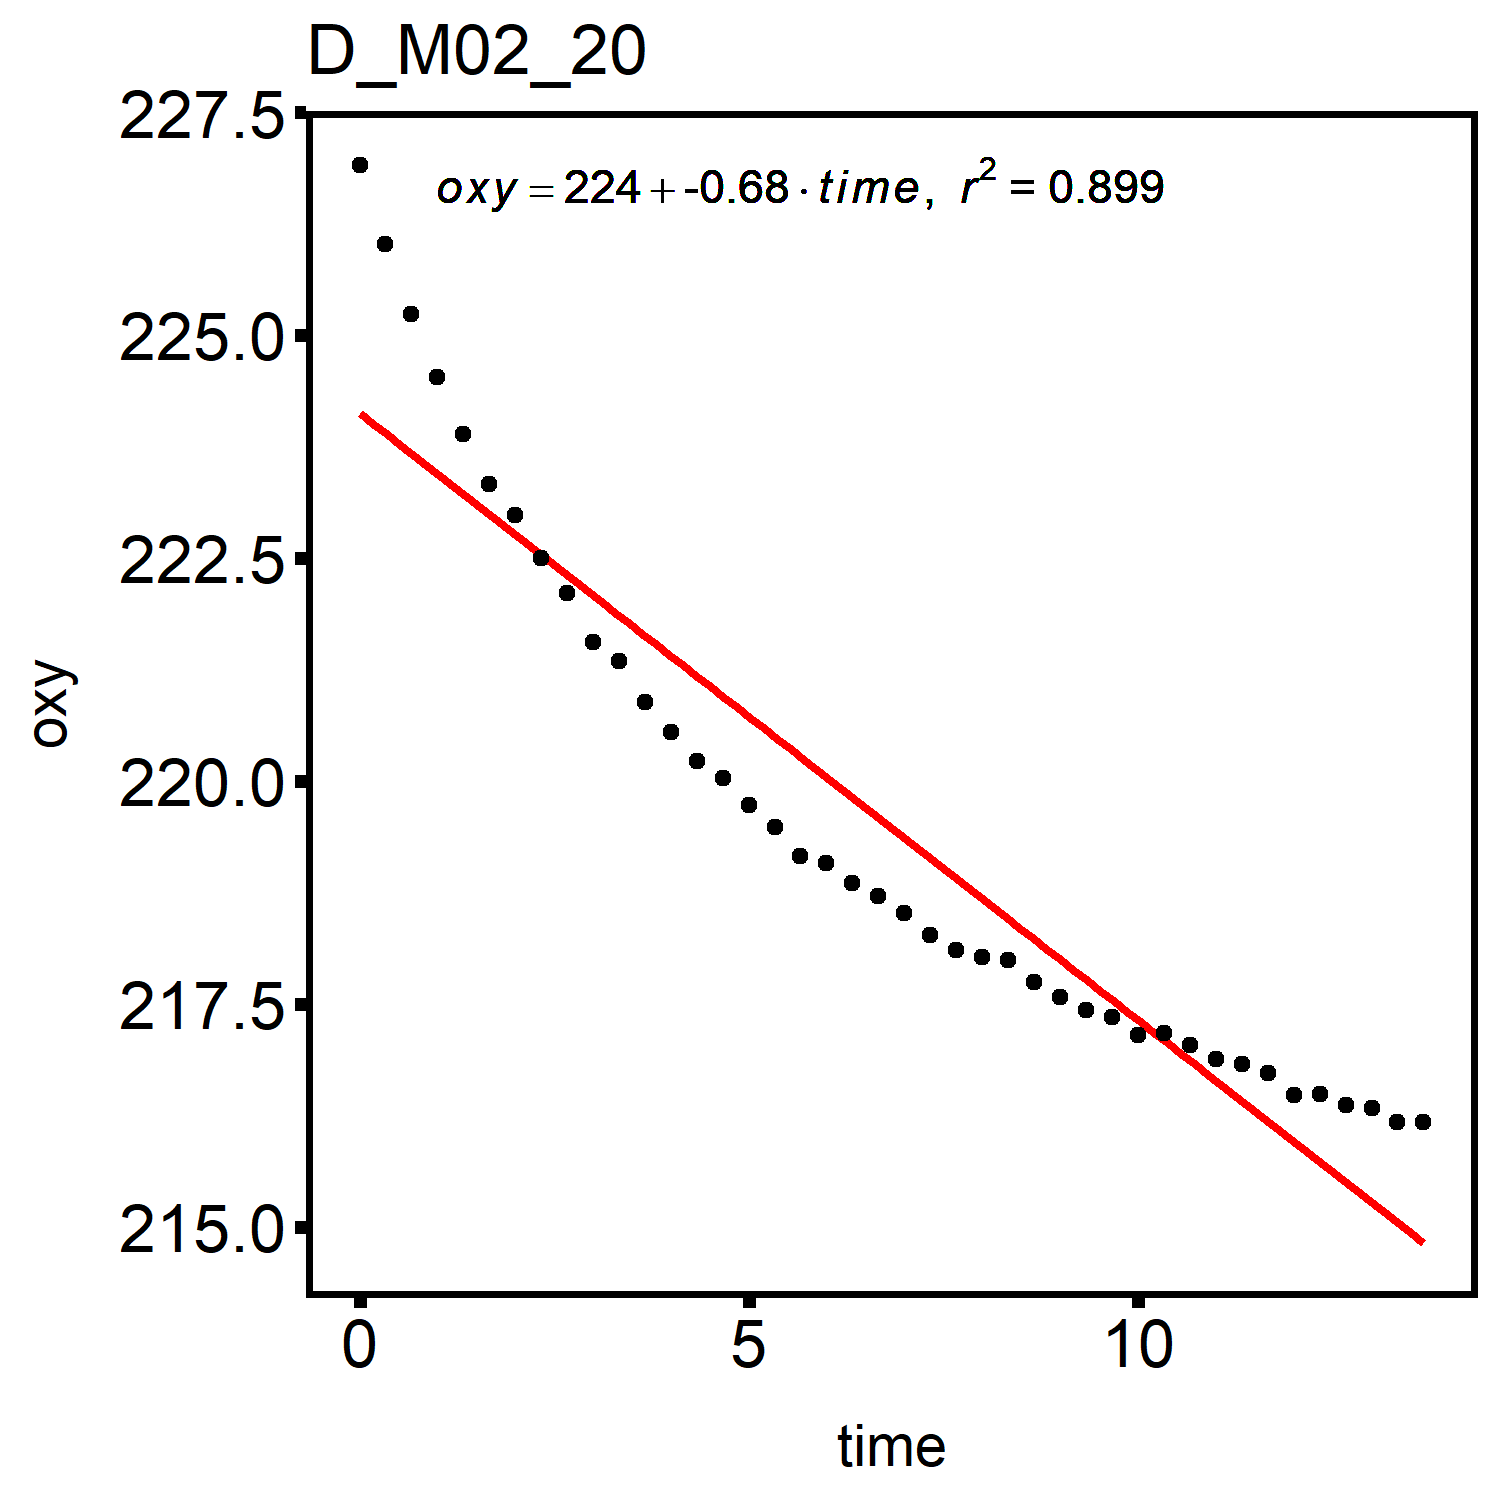 D_M02_20
227.5
oxy = 224 + -0.68 · time, r² = 0.899
225.0
222.5
oxy
220.0
217.5
215.0
0 5 10
time